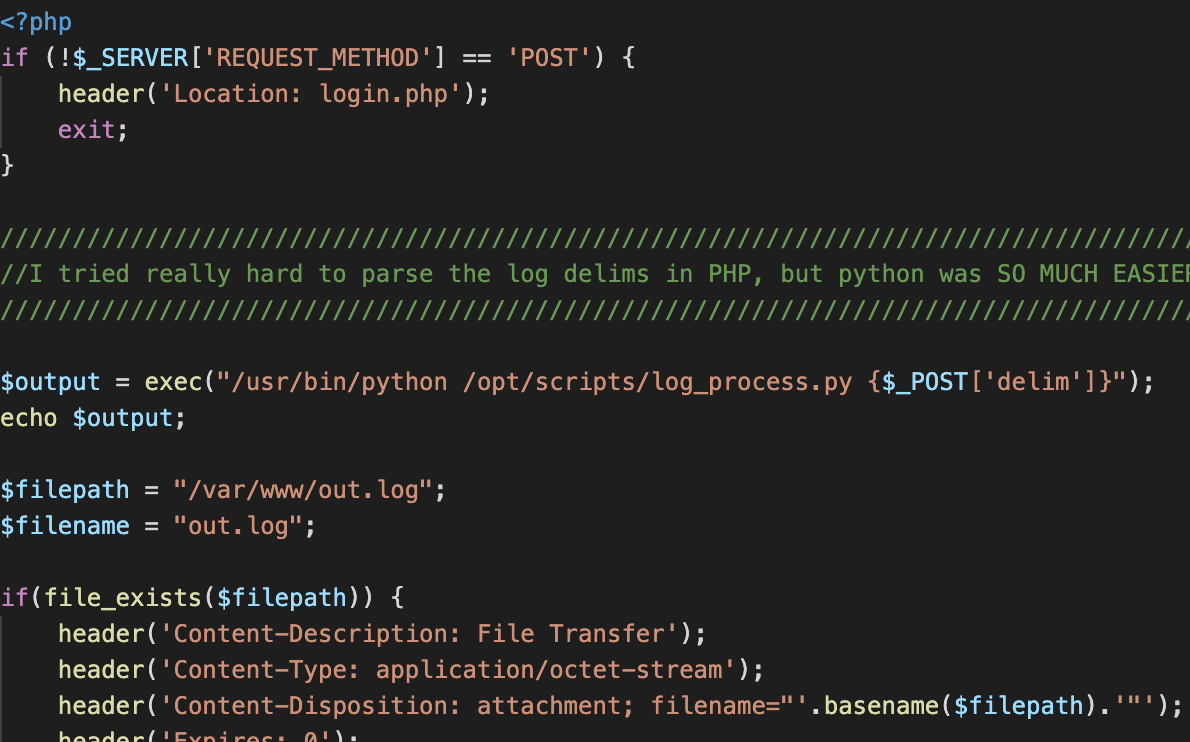 <?php
if (!$_SERVER['REQUEST_METHOD'] == 'POST') {
    header('Location: login.php');
    exit;
}
///////////////////////////////////////////////////////////////////////////////////
//I tried really hard to parse the log delims in PHP, but python was SO MUCH EASIER
///////////////////////////////////////////////////////////////////////////////////
$output = exec("/usr/bin/python /opt/scripts/log_process.py {$_POST['delim']}");
echo $output;
$filepath = "/var/www/out.log";
$filename = "out.log";
if(file_exists($filepath)) {
    header('Content-Description: File Transfer');
    header('Content-Type: application/octet-stream');
    header('Content-Disposition: attachment; filename="'.basename($filepath).'"');
    header('Expires: 0');